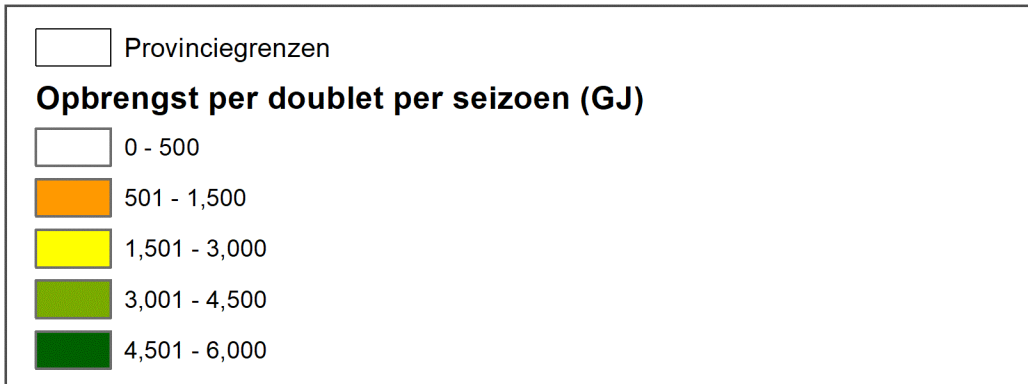 Provinciegrenzen
Opbrengst per doublet per seizoen (GJ)
0 - 500
501 - 1,500
1,501 - 3,000
3,001 - 4,500
4,501 - 6,000